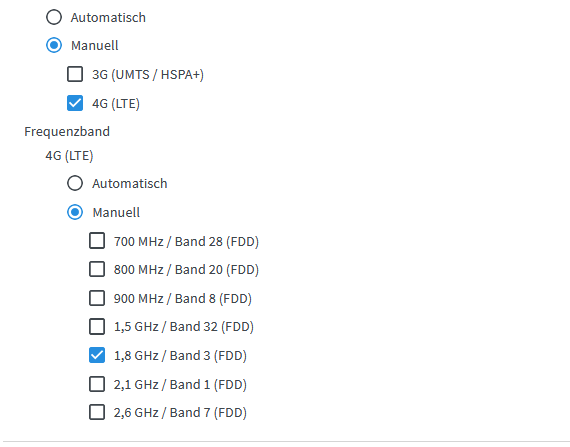 Automatisch
Manuell
3G (UMTS / HSPA+)
4G (LTE)
Frequenzband
4G (LTE)
Automatisch
Manuell
700 MHz / Band 28 (FDD)
800 MHz / Band 20 (FDD)
900 MHz / Band 8 (FDD)
1,5 GHz / Band 32 (FDD)
1,8 GHz / Band 3 (FDD)
2,1 GHz / Band 1 (FDD)
2,6 GHz / Band 7 (FDD)